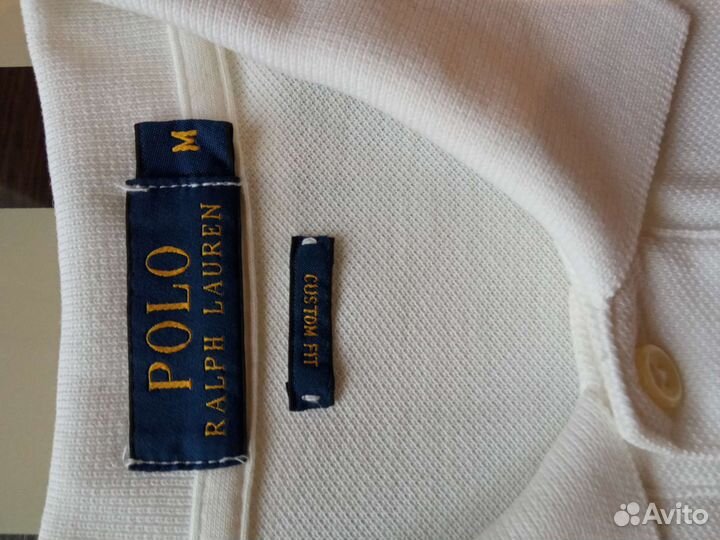 M
POLO
RALPH LAUREN
CUSTOM FIT
Avito